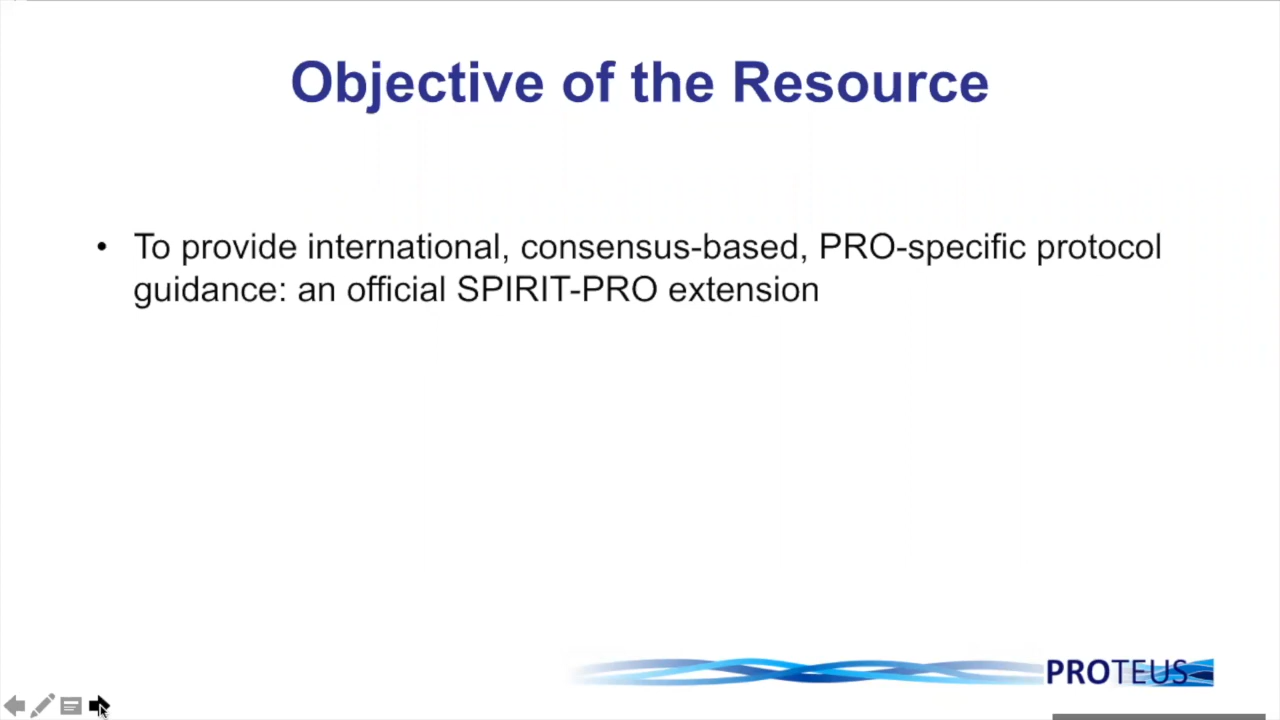 Objective of the Resource
• To provide international, consensus-based, PRO-specific protocol
guidance: an official SPIRIT-PRO extension
PROTEUS